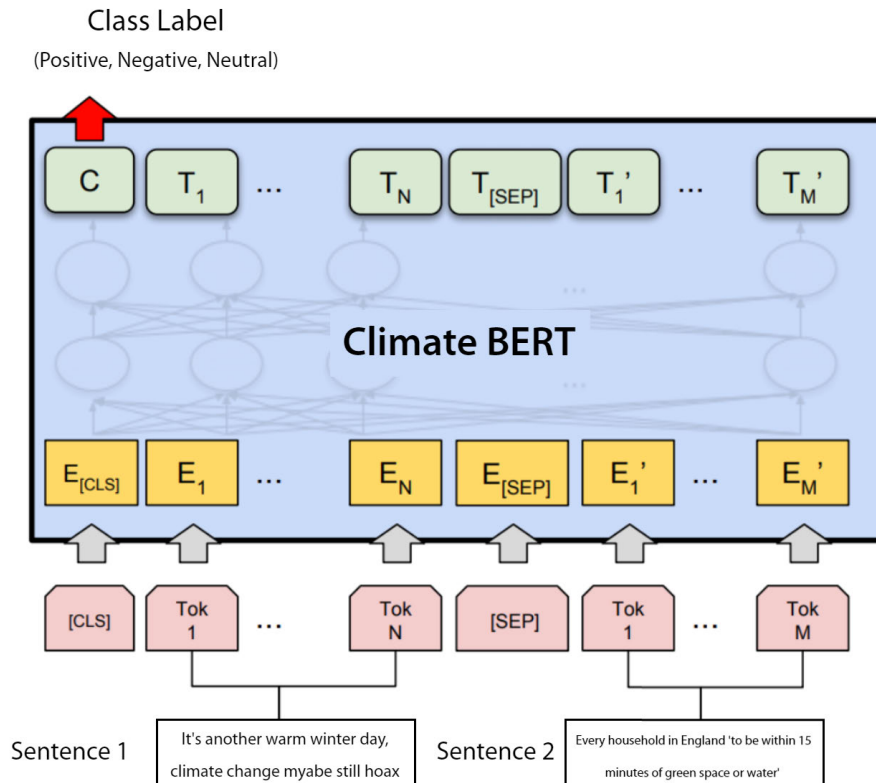 Class Label
(Positive, Negative, Neutral)
C T1 ... TN T[SEP] T1' ... TM'
...
Climate BERT
...
E[CLS] E1 ... EN E[SEP] E1' ... EM'
[CLS] Tok 1 ... Tok N [SEP] Tok 1 ... Tok M
Sentence 1
It's another warm winter day,
climate change myabe still hoax
Sentence 2
Every household in England 'to be within 15
minutes of green space or water'